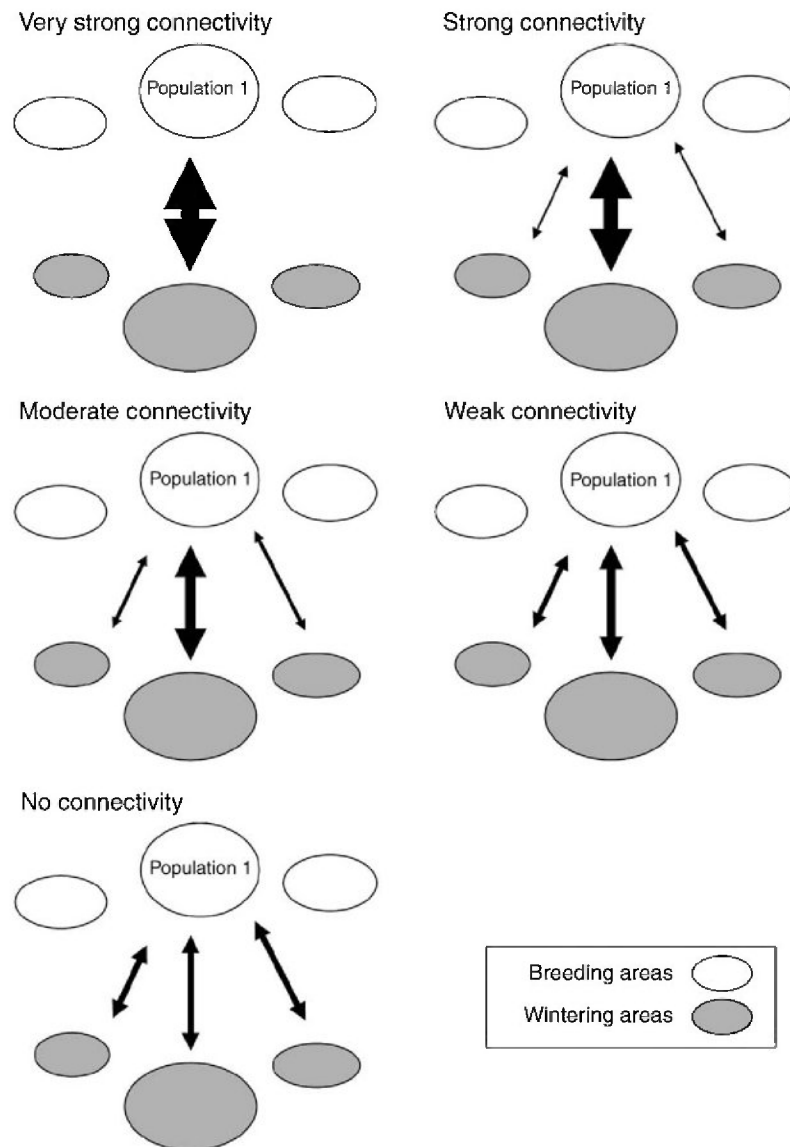 Very strong connectivity
Strong connectivity
Population 1
Population 1
Moderate connectivity
Weak connectivity
Population 1
Population 1
No connectivity
Population 1
Breeding areas
Wintering areas